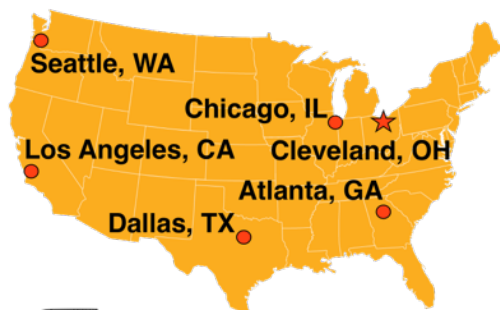 Seattle, WA
Chicago, IL
Los Angeles, CA
Cleveland, OH
Atlanta, GA
Dallas, TX